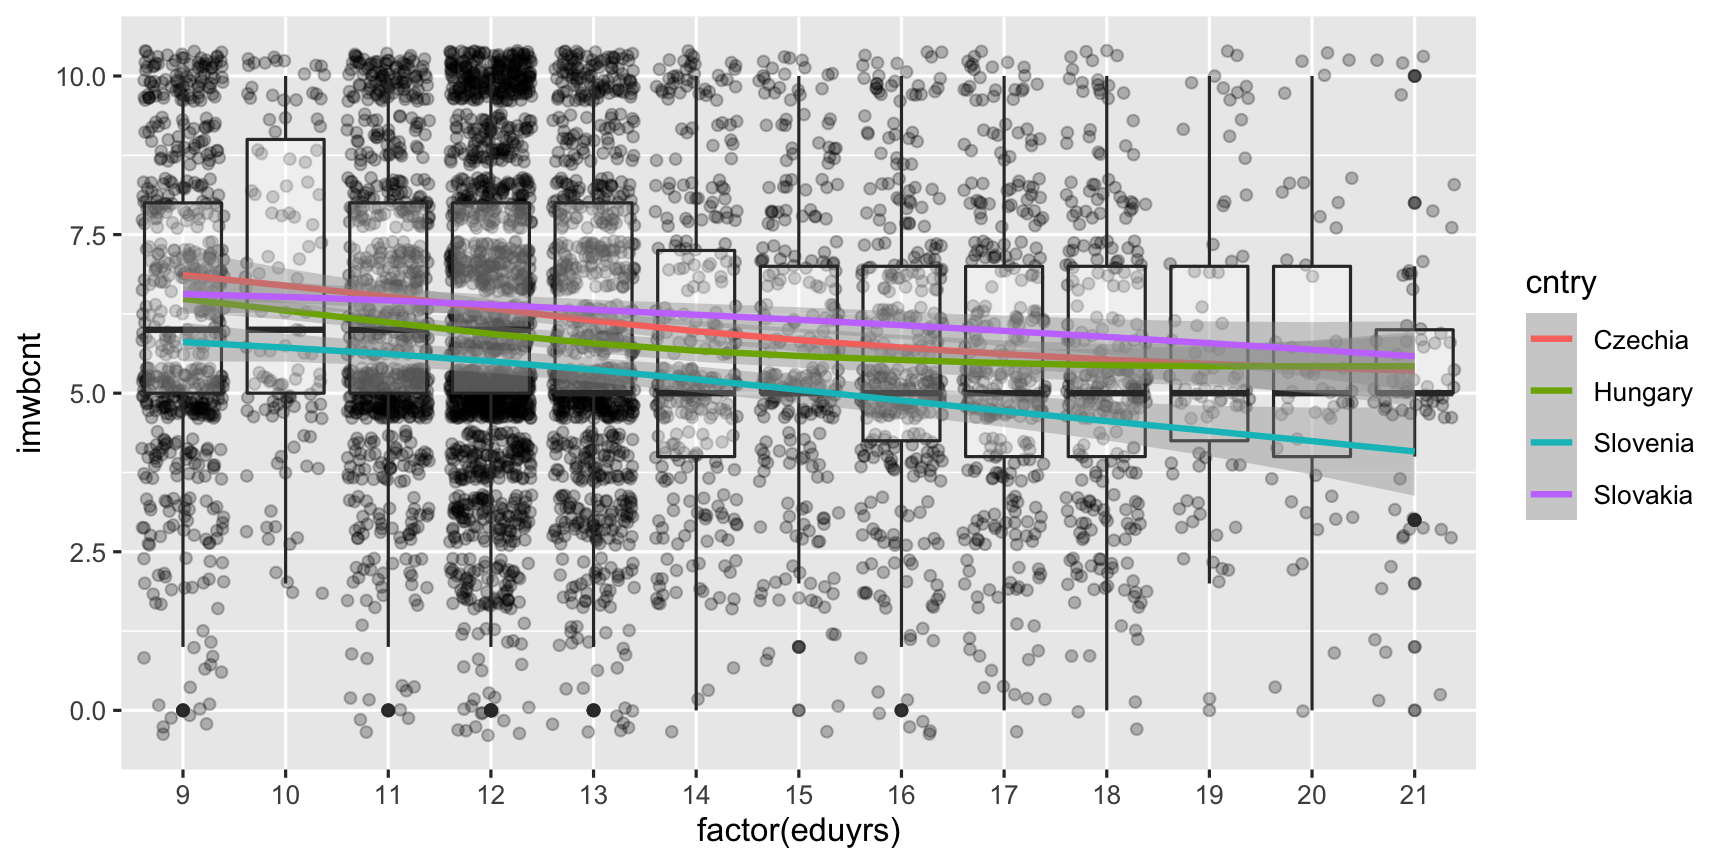 10.0
7.5
5.0
2.5
0.0
imwbcnt
9 10 11 12 13 14 15 16 17 18 19 20 21
factor(eduyrs)
cntry
Czechia
Hungary
Slovenia
Slovakia